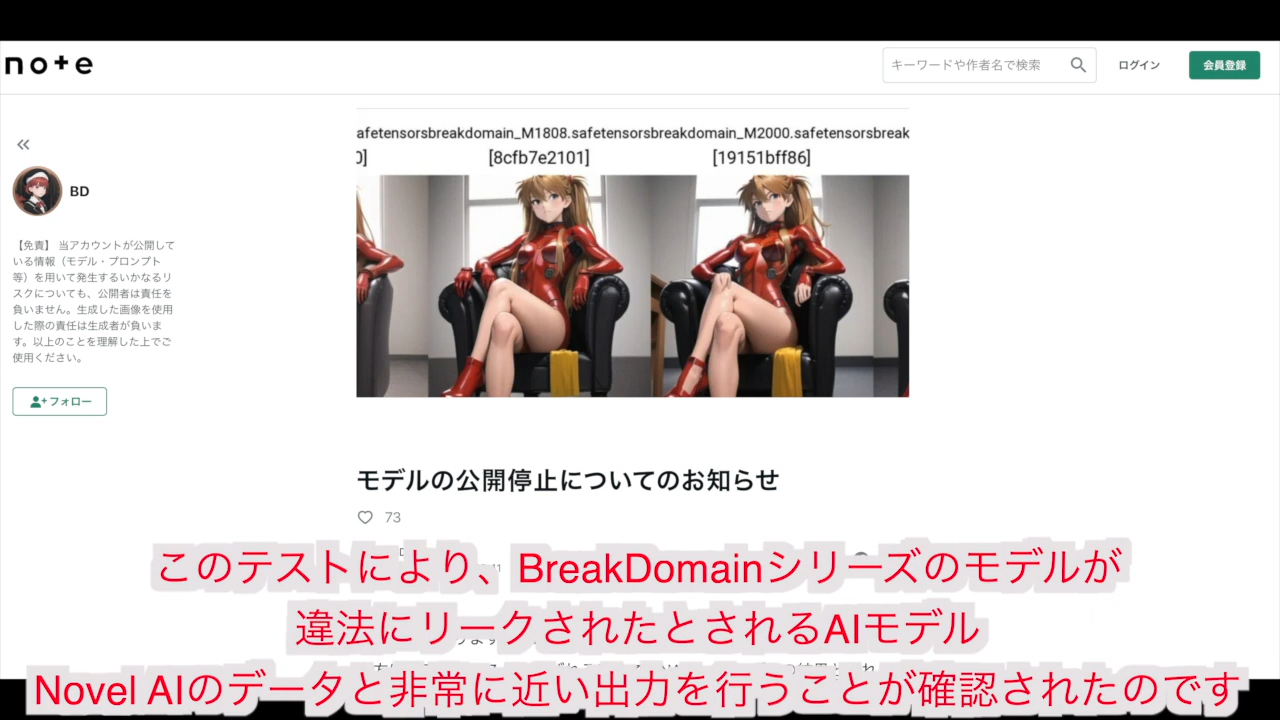 note
キーワードや作者名で検索
ログイン
会員登録
BD
【免責】 当アカウントが公開して
いる情報（モデル・プロンプト
等）を用いて発生するいかなるリ
スクについても、公開者は責任を
負いません。生成した画像を使用
した際の責任は生成者が負いま
す。以上のことを理解した上でご
使用ください。
フォロー
afetensorsbreakdomain_M1808.safetensorsbreakdomain_M2000.safetensorsbreak
0] [8cfb7e2101] [19151bff86]
モデルの公開停止についてのお知らせ
73
このテストにより、BreakDomainシリーズのモデルが
違法にリークされたとされるAIモデル
Novel AIのデータと非常に近い出力を行うことが確認されたのです